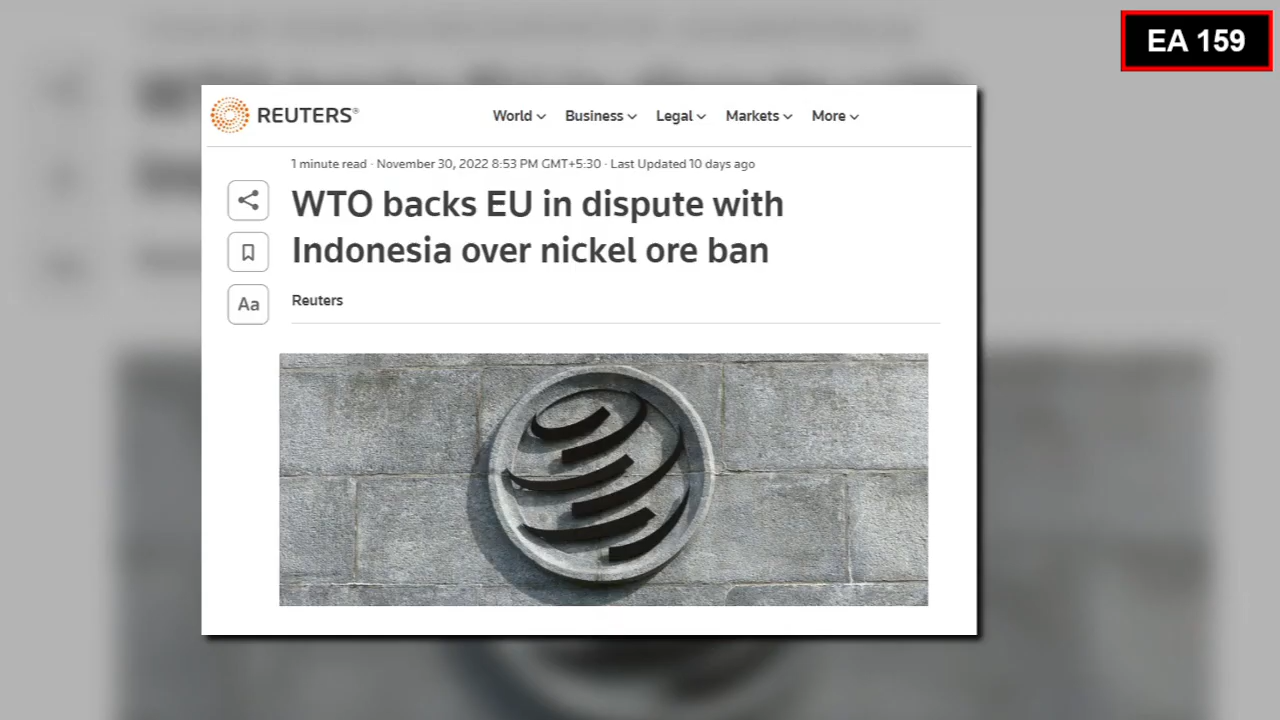 EA 159
REUTERS®
World Business Legal Markets More
1 minute read · November 30, 2022 8:53 PM GMT+5:30 · Last Updated 10 days ago
WTO backs EU in dispute with
Indonesia over nickel ore ban
Aa
Reuters